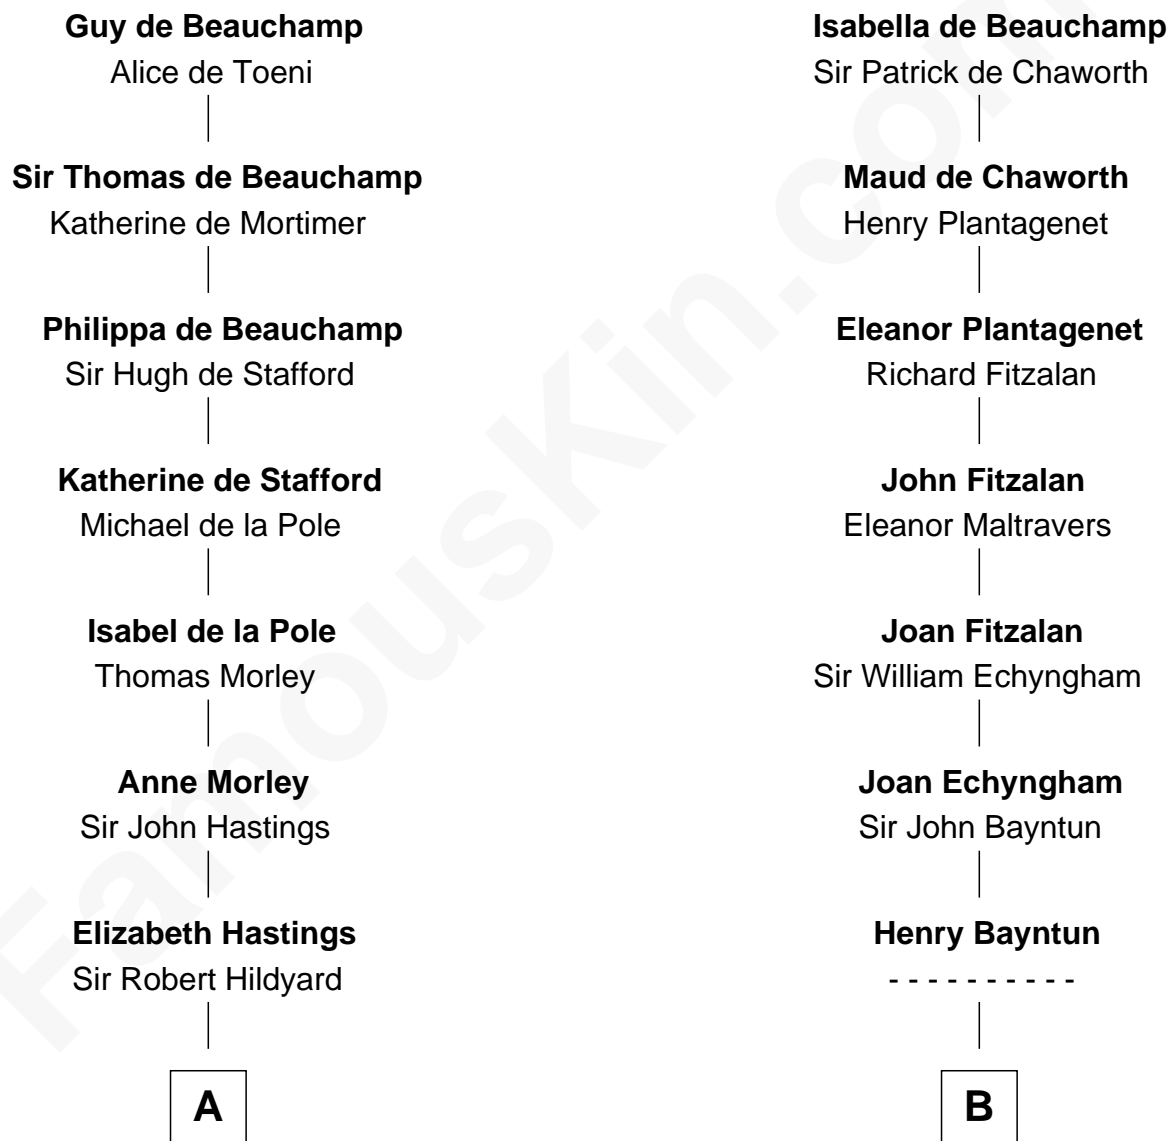 Guy de Beauchamp
Alice de Toeni
Sir Thomas de Beauchamp
Katherine de Mortimer
Philippa de Beauchamp
Sir Hugh de Stafford
Katherine de Stafford
Michael de la Pole
Isabel de la Pole
Thomas Morley
Anne Morley
Sir John Hastings
Elizabeth Hastings
Sir Robert Hildyard
A
Isabella de Beauchamp
Sir Patrick de Chaworth
Maud de Chaworth
Henry Plantagenet
Eleanor Plantagenet
Richard Fitzalan
John Fitzalan
Eleanor Maltravers
Joan Fitzalan
Sir William Echyngham
Joan Echyngham
Sir John Bayntun
Henry Bayntun
- - - - - - - - - -
B
FamousKin.com